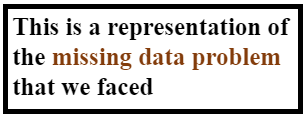 This is a representation of
the missing data problem
that we faced